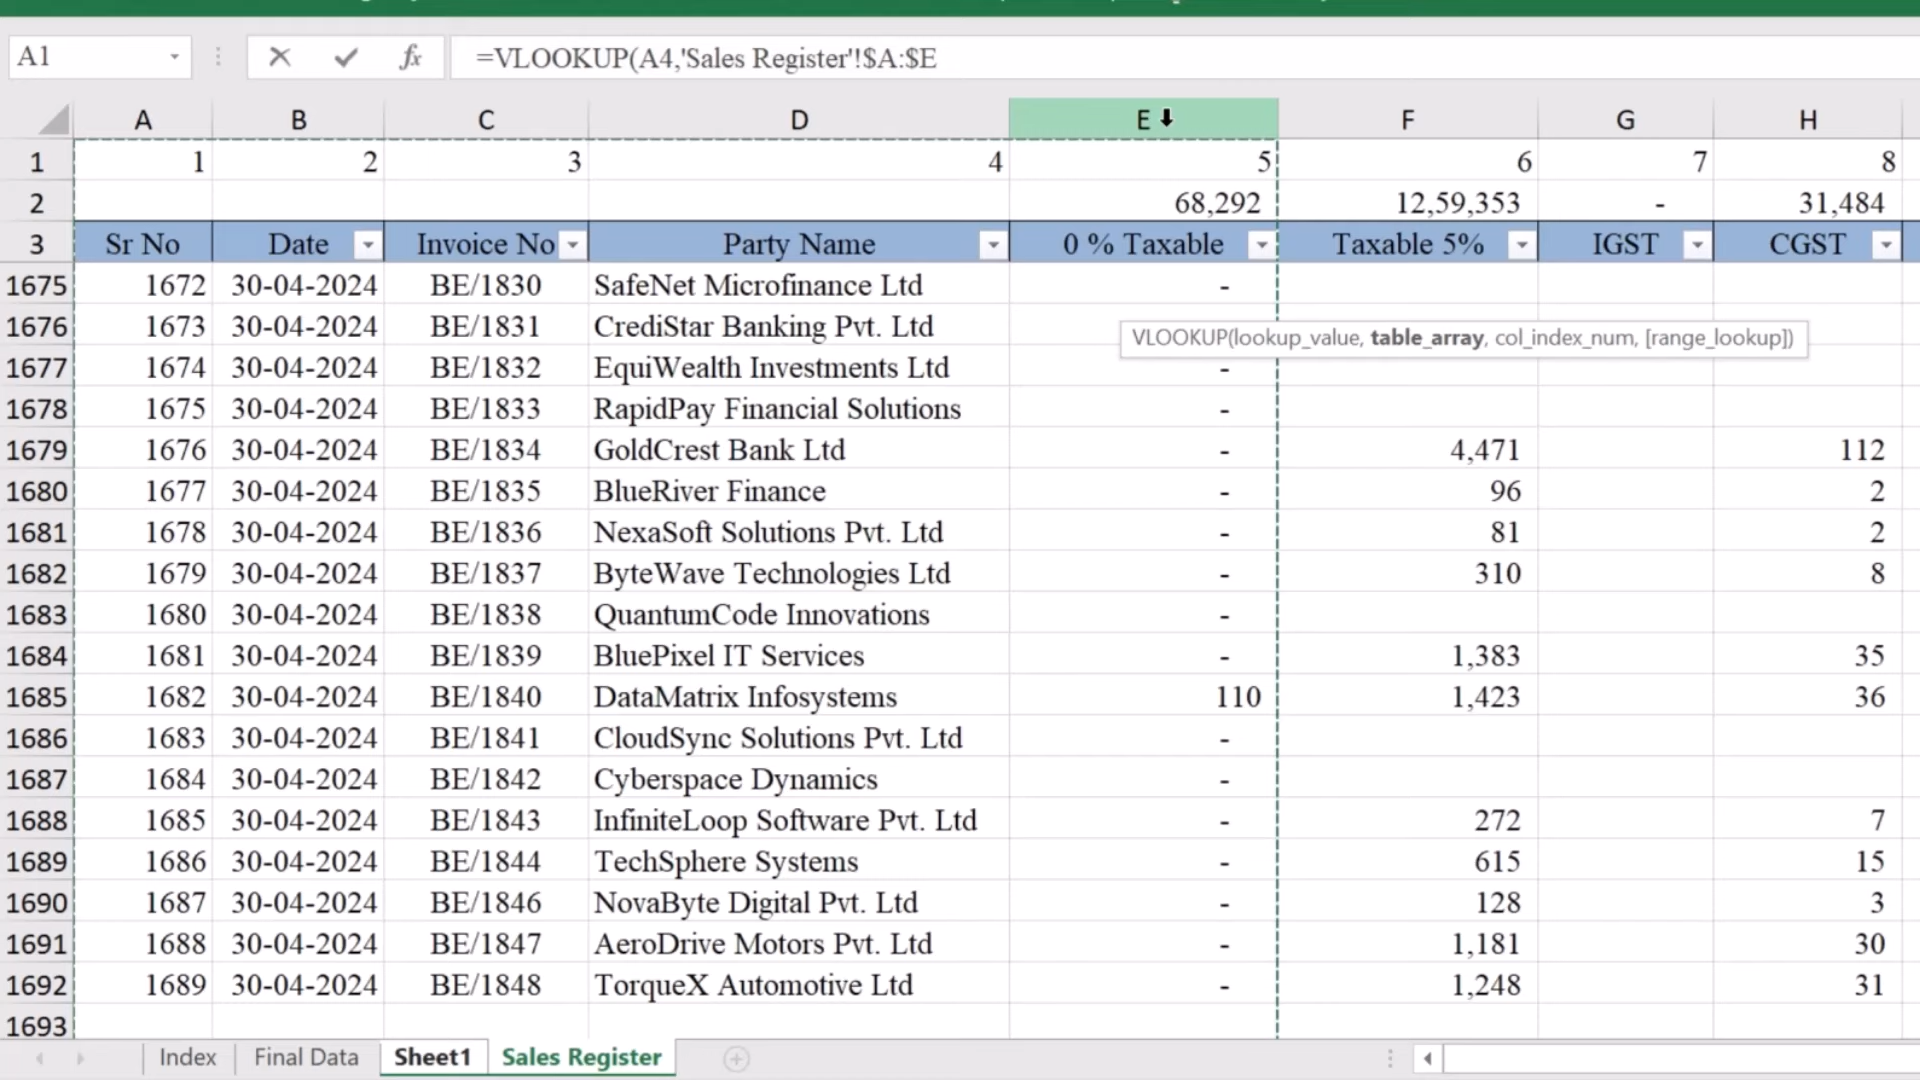 A1 fx =VLOOKUP(A4,'Sales Register'!$A:$E
A B C D E F G H
1 1 2 3 4 5 6 7 8
2 68,292 12,59,353 - 31,484
3 Sr No Date Invoice No Party Name 0 % Taxable Taxable 5% IGST CGST
1675 1672 30-04-2024 BE/1830 SafeNet Microfinance Ltd -
1676 1673 30-04-2024 BE/1831 CrediStar Banking Pvt. Ltd
VLOOKUP(lookup_value, table_array, col_index_num, [range_lookup])
1677 1674 30-04-2024 BE/1832 EquiWealth Investments Ltd -
1678 1675 30-04-2024 BE/1833 RapidPay Financial Solutions -
1679 1676 30-04-2024 BE/1834 GoldCrest Bank Ltd - 4,471 112
1680 1677 30-04-2024 BE/1835 BlueRiver Finance - 96 2
1681 1678 30-04-2024 BE/1836 NexaSoft Solutions Pvt. Ltd - 81 2
1682 1679 30-04-2024 BE/1837 ByteWave Technologies Ltd - 310 8
1683 1680 30-04-2024 BE/1838 QuantumCode Innovations -
1684 1681 30-04-2024 BE/1839 BluePixel IT Services - 1,383 35
1685 1682 30-04-2024 BE/1840 DataMatrix Infosystems 110 1,423 36
1686 1683 30-04-2024 BE/1841 CloudSync Solutions Pvt. Ltd -
1687 1684 30-04-2024 BE/1842 Cyberspace Dynamics -
1688 1685 30-04-2024 BE/1843 InfiniteLoop Software Pvt. Ltd - 272 7
1689 1686 30-04-2024 BE/1844 TechSphere Systems - 615 15
1690 1687 30-04-2024 BE/1846 NovaByte Digital Pvt. Ltd - 128 3
1691 1688 30-04-2024 BE/1847 AeroDrive Motors Pvt. Ltd - 1,181 30
1692 1689 30-04-2024 BE/1848 TorqueX Automotive Ltd - 1,248 31
1693
Index Final Data Sheet1 Sales Register